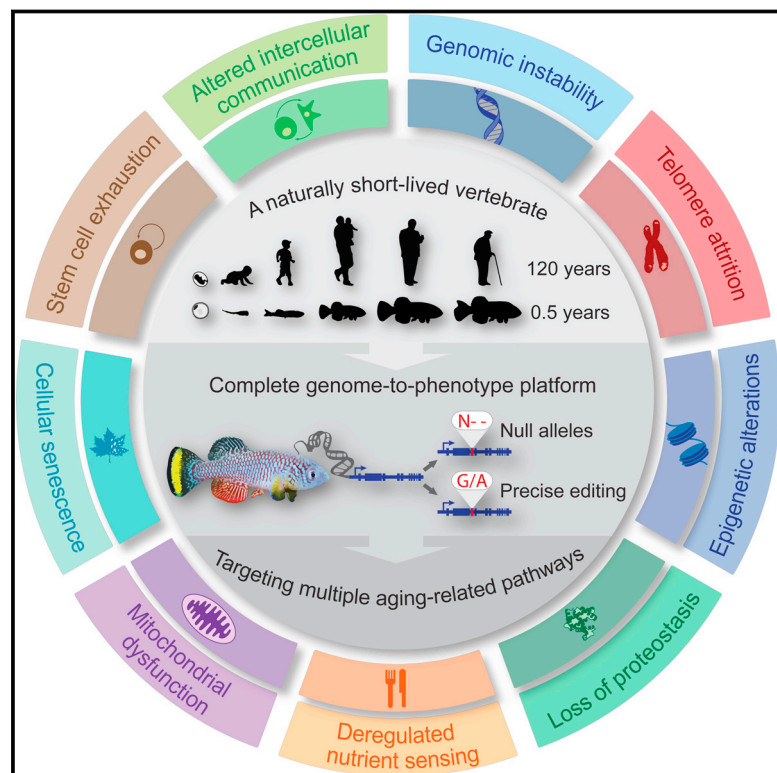 Altered intercellular
communication
Genomic instability
Telomere attrition
Epigenetic alterations
Loss of proteostasis
Deregulated
nutrient sensing
Mitochondrial
dysfunction
Cellular senescence
Stem cell exhaustion
A naturally short-lived vertebrate
120 years
0.5 years
Complete genome-to-phenotype platform
N- -
Null alleles
G/A
Precise editing
Targeting multiple aging-related pathways